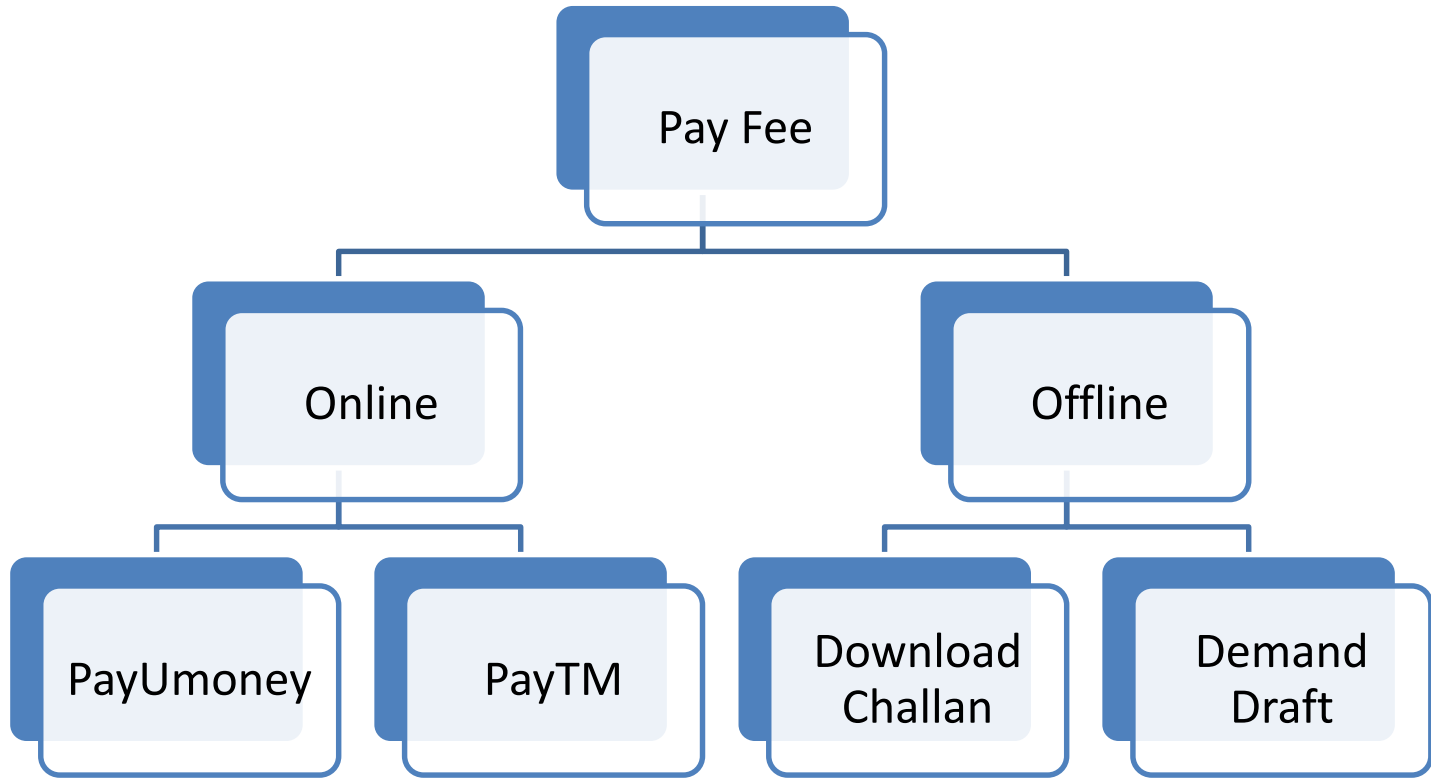 Pay Fee
Online
Offline
PayUmoney
PayTM
Download
Challan
Demand
Draft